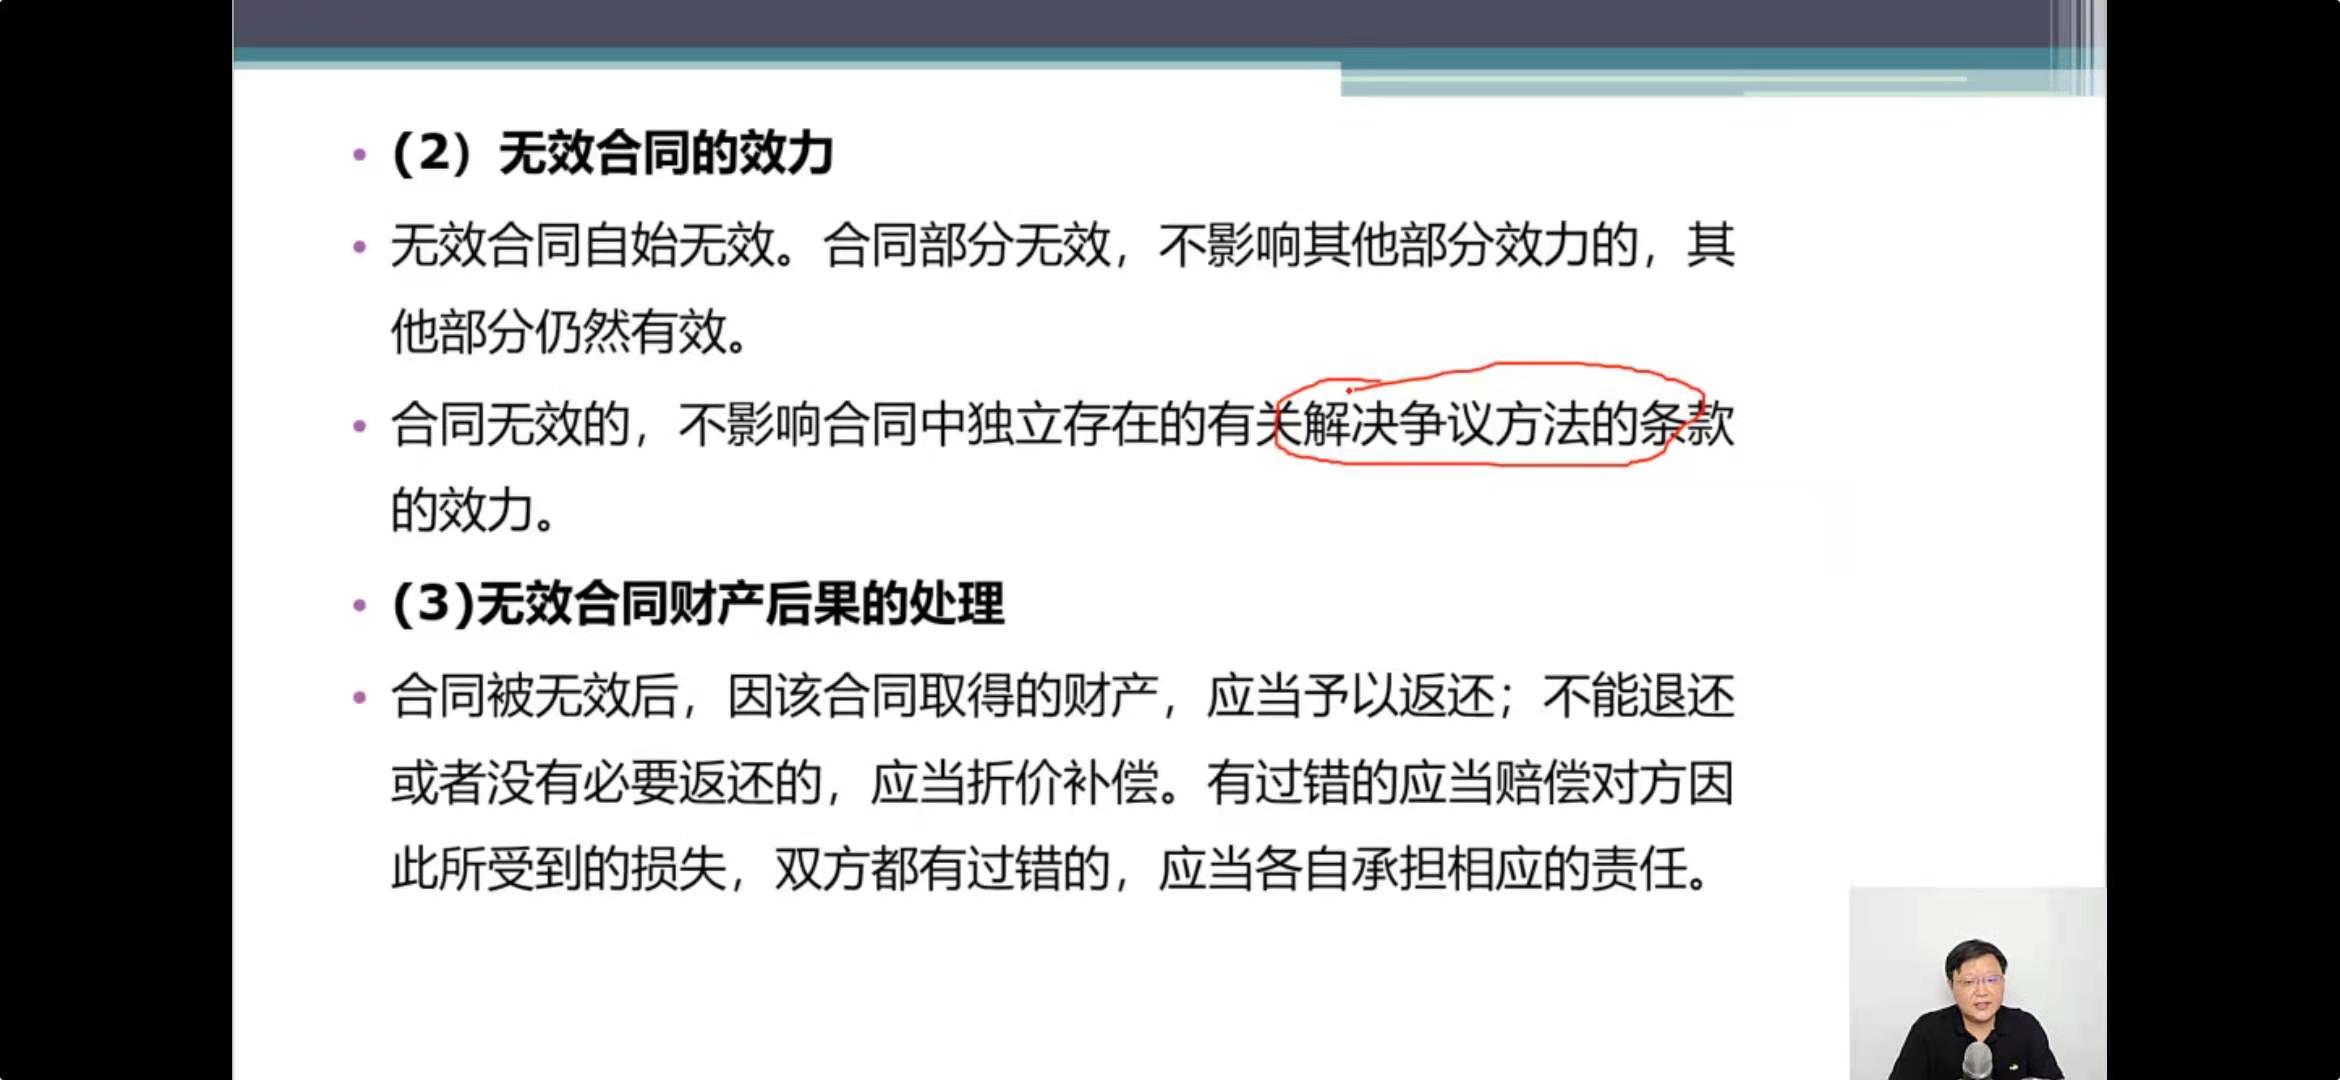 (2）无效合同的效力
无效合同自始无效。合同部分无效，不影响其他部分效力的，其
他部分仍然有效。
合同无效的，不影响合同中独立存在的有关解决争议方法的条款
的效力。
(3)无效合同财产后果的处理
合同被无效后，因该合同取得的财产，应当予以返还；不能退还
或者没有必要返还的，应当折价补偿。有过错的应当赔偿对方因
此所受到的损失，双方都有过错的，应当各自承担相应的责任。